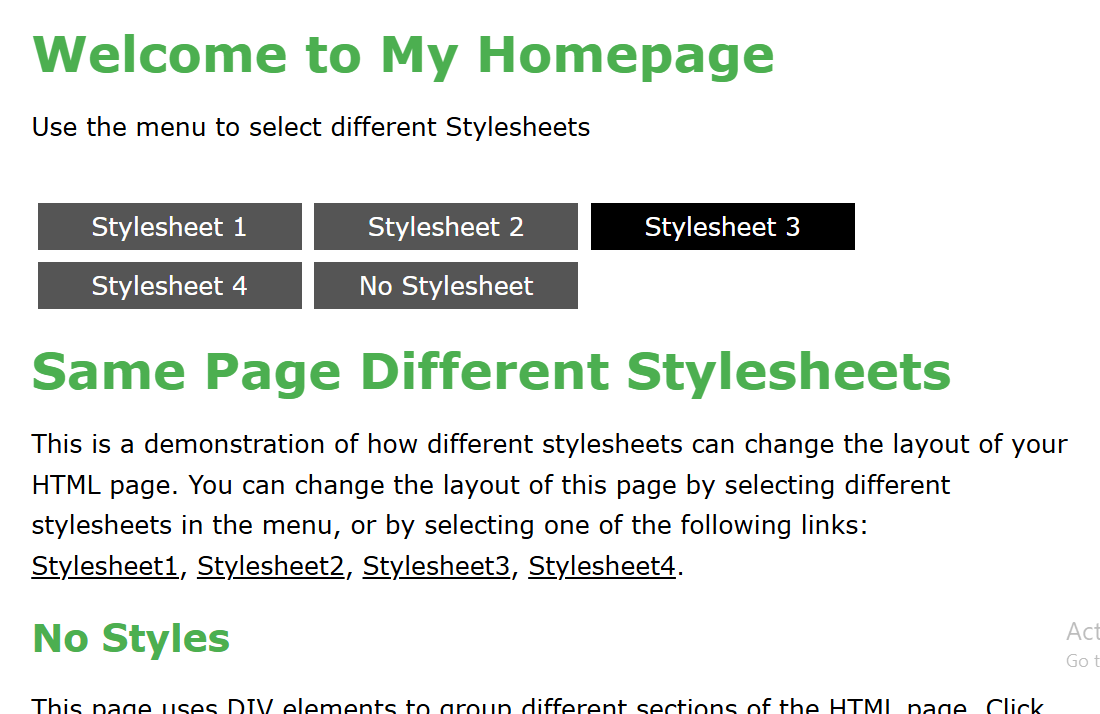 Welcome to My Homepage
Use the menu to select different Stylesheets
Stylesheet 1
Stylesheet 2
Stylesheet 3
Stylesheet 4
No Stylesheet
Same Page Different Stylesheets
This is a demonstration of how different stylesheets can change the layout of your
HTML page. You can change the layout of this page by selecting different
stylesheets in the menu, or by selecting one of the following links:
Stylesheet1, Stylesheet2, Stylesheet3, Stylesheet4.
No Styles
Act
Go t
This page uses DIV elements to group different sections of the HTML page. Click